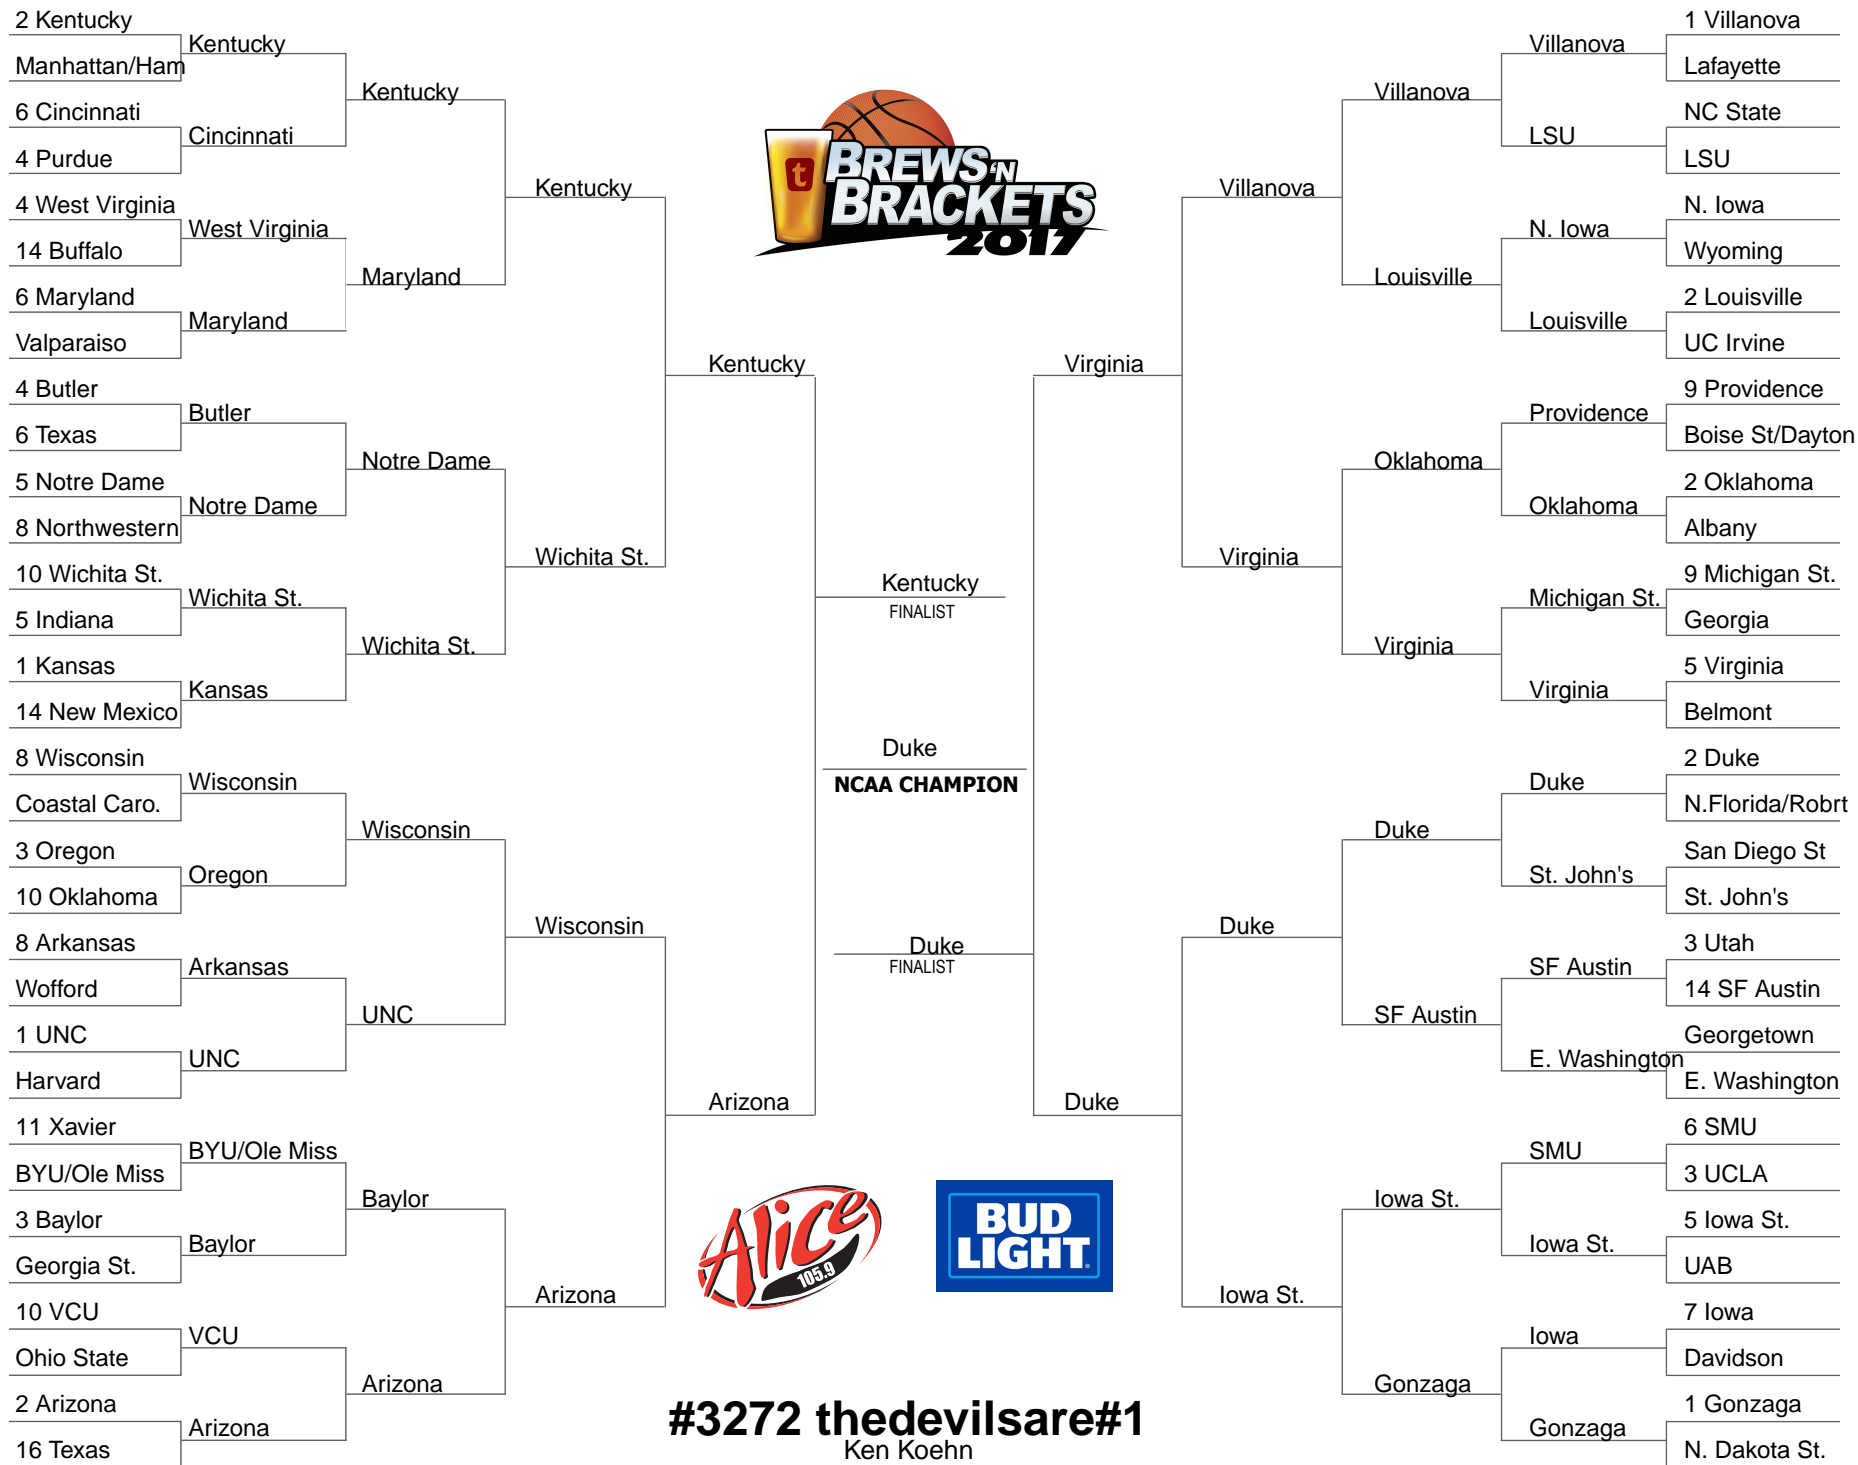 2 Kentucky
Manhattan/Ham
6 Cincinnati
4 Purdue
4 West Virginia
14 Buffalo
6 Maryland
Valparaiso
4 Butler
6 Texas
5 Notre Dame
8 Northwestern
10 Wichita St.
5 Indiana
1 Kansas
14 New Mexico
8 Wisconsin
Coastal Caro.
3 Oregon
10 Oklahoma
8 Arkansas
Wofford
1 UNC
Harvard
11 Xavier
BYU/Ole Miss
3 Baylor
Georgia St.
10 VCU
Ohio State
2 Arizona
16 Texas
Kentucky
Cincinnati
West Virginia
Maryland
Butler
Notre Dame
Wichita St.
Kansas
Wisconsin
Oregon
Arkansas
UNC
BYU/Ole Miss
Baylor
VCU
Arizona
Kentucky
Maryland
Notre Dame
Wichita St.
Wisconsin
UNC
Baylor
Arizona
Kentucky
Wichita St.
Wisconsin
Arizona
Kentucky
Arizona
t
BREWS 'N
BRACKETS
2017
Kentucky
FINALIST
Duke
NCAA CHAMPION
Duke
FINALIST
Alice
105.9
BUD
LIGHT
#3272 thedevilsare#1
Ken Koehn
Virginia
Duke
Villanova
Virginia
Duke
Iowa St.
Villanova
Louisville
Oklahoma
Virginia
Duke
SF Austin
Iowa St.
Gonzaga
Villanova
LSU
N. Iowa
Louisville
Providence
Oklahoma
Michigan St.
Virginia
Duke
St. John's
SF Austin
E. Washington
SMU
Iowa St.
Iowa
Gonzaga
1 Villanova
Lafayette
NC State
LSU
N. Iowa
Wyoming
2 Louisville
UC Irvine
9 Providence
Boise St/Dayton
2 Oklahoma
Albany
9 Michigan St.
Georgia
5 Virginia
Belmont
2 Duke
N.Florida/Robrt
San Diego St
St. John's
3 Utah
14 SF Austin
Georgetown
E. Washington
6 SMU
3 UCLA
5 Iowa St.
UAB
7 Iowa
Davidson
1 Gonzaga
N. Dakota St.